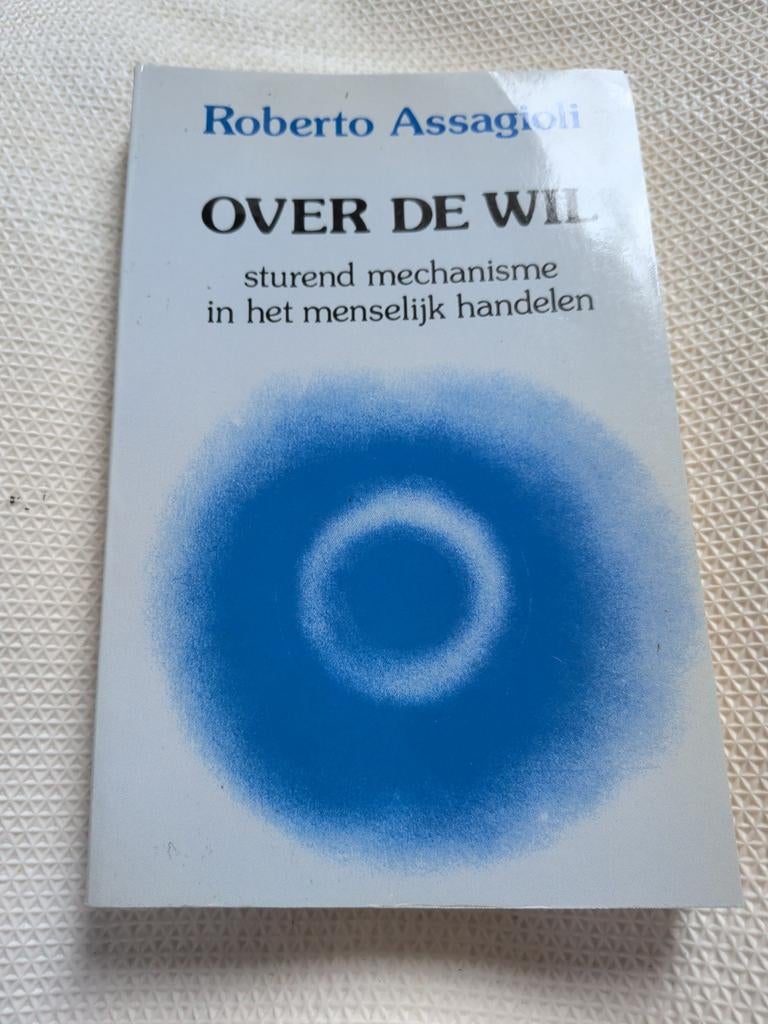 Roberto Assagioli
OVER DE WIL
sturend mechanisme
in het menselijk handelen